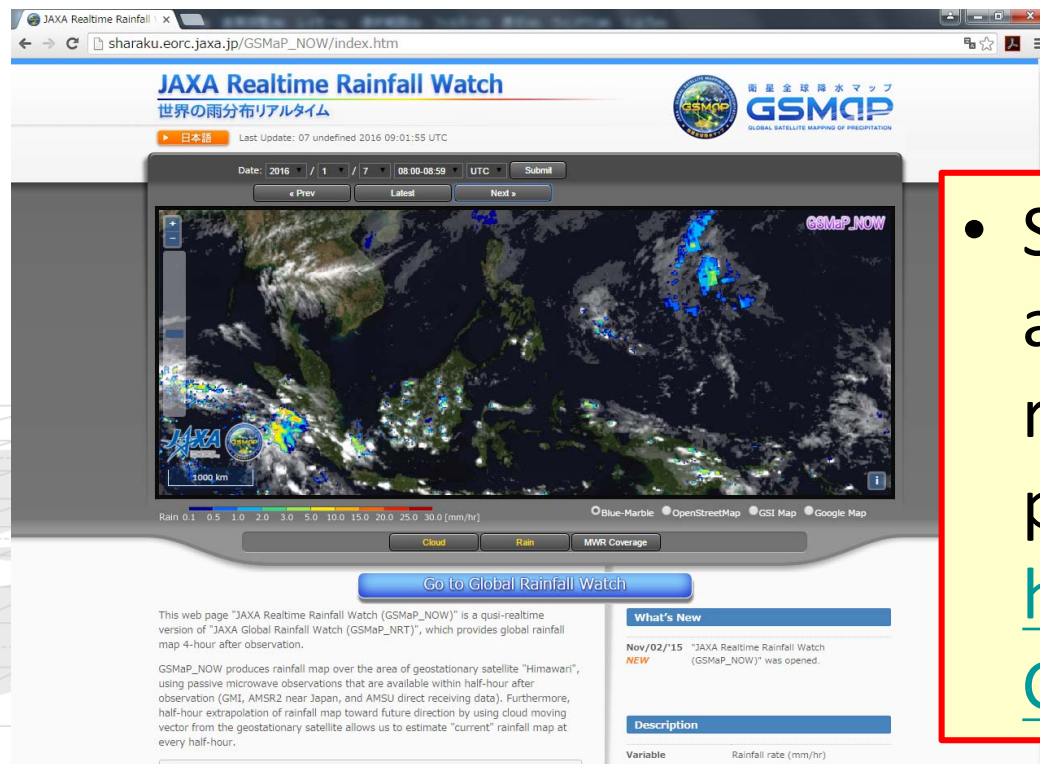 JAXA Realtime Rainfall
sharaku.eorc.jaxa.jp/GSMaP_NOW/index.htm
JAXA Realtime Rainfall Watch
世界の雨分布リアルタイム
日本語 Last Update: 07 undefined 2016 09:01:55 UTC
衛星全球降水マップ
GSMaP
GLOBAL SATELLITE MAPPING OF PRECIPITATION
Date: 2016 / 1 / 7 08:00-08:59 UTC Submit
« Prev Latest Next »
GSMaP_NOW
+
−
JAXA
1000 km
i
Rain 0.1 0.5 1.0 2.0 3.0 5.0 10.0 15.0 20.0 25.0 30.0 [mm/hr]
Blue-Marble OpenStreetMap GSI Map Google Map
Cloud Rain MWR Coverage
Go to Global Rainfall Watch
This web page "JAXA Realtime Rainfall Watch (GSMaP_NOW)" is a qusi-realtime
version of "JAXA Global Rainfall Watch (GSMaP_NRT)", which provides global rainfall
map 4-hour after observation.
GSMaP_NOW produces rainfall map over the area of geostationary satellite "Himawari",
using passive microwave observations that are available within half-hour after
observation (GMI, AMSR2 near Japan, and AMSU direct receiving data). Furthermore,
half-hour extrapolation of rainfall map toward future direction by using cloud moving
vector from the geostationary satellite allows us to estimate "current" rainfall map at
every half-hour.
What's New
Nov/02/'15 "JAXA Realtime Rainfall Watch
NEW (GSMaP_NOW)" was opened.
Description
Variable Rainfall rate (mm/hr)